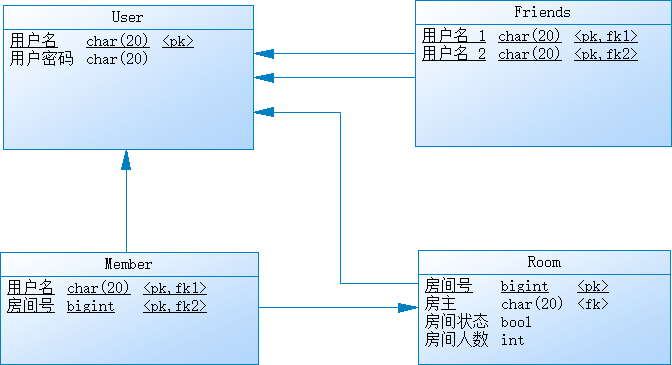 User
用户名 char(20) <pk>
用户密码 char(20)
Friends
用户名_1 char(20) <pk,fk1>
用户名_2 char(20) <pk,fk2>
Member
用户名 char(20) <pk,fk1>
房间号 bigint <pk,fk2>
Room
房间号 bigint <pk>
房主 char(20) <fk>
房间状态 bool
房间人数 int